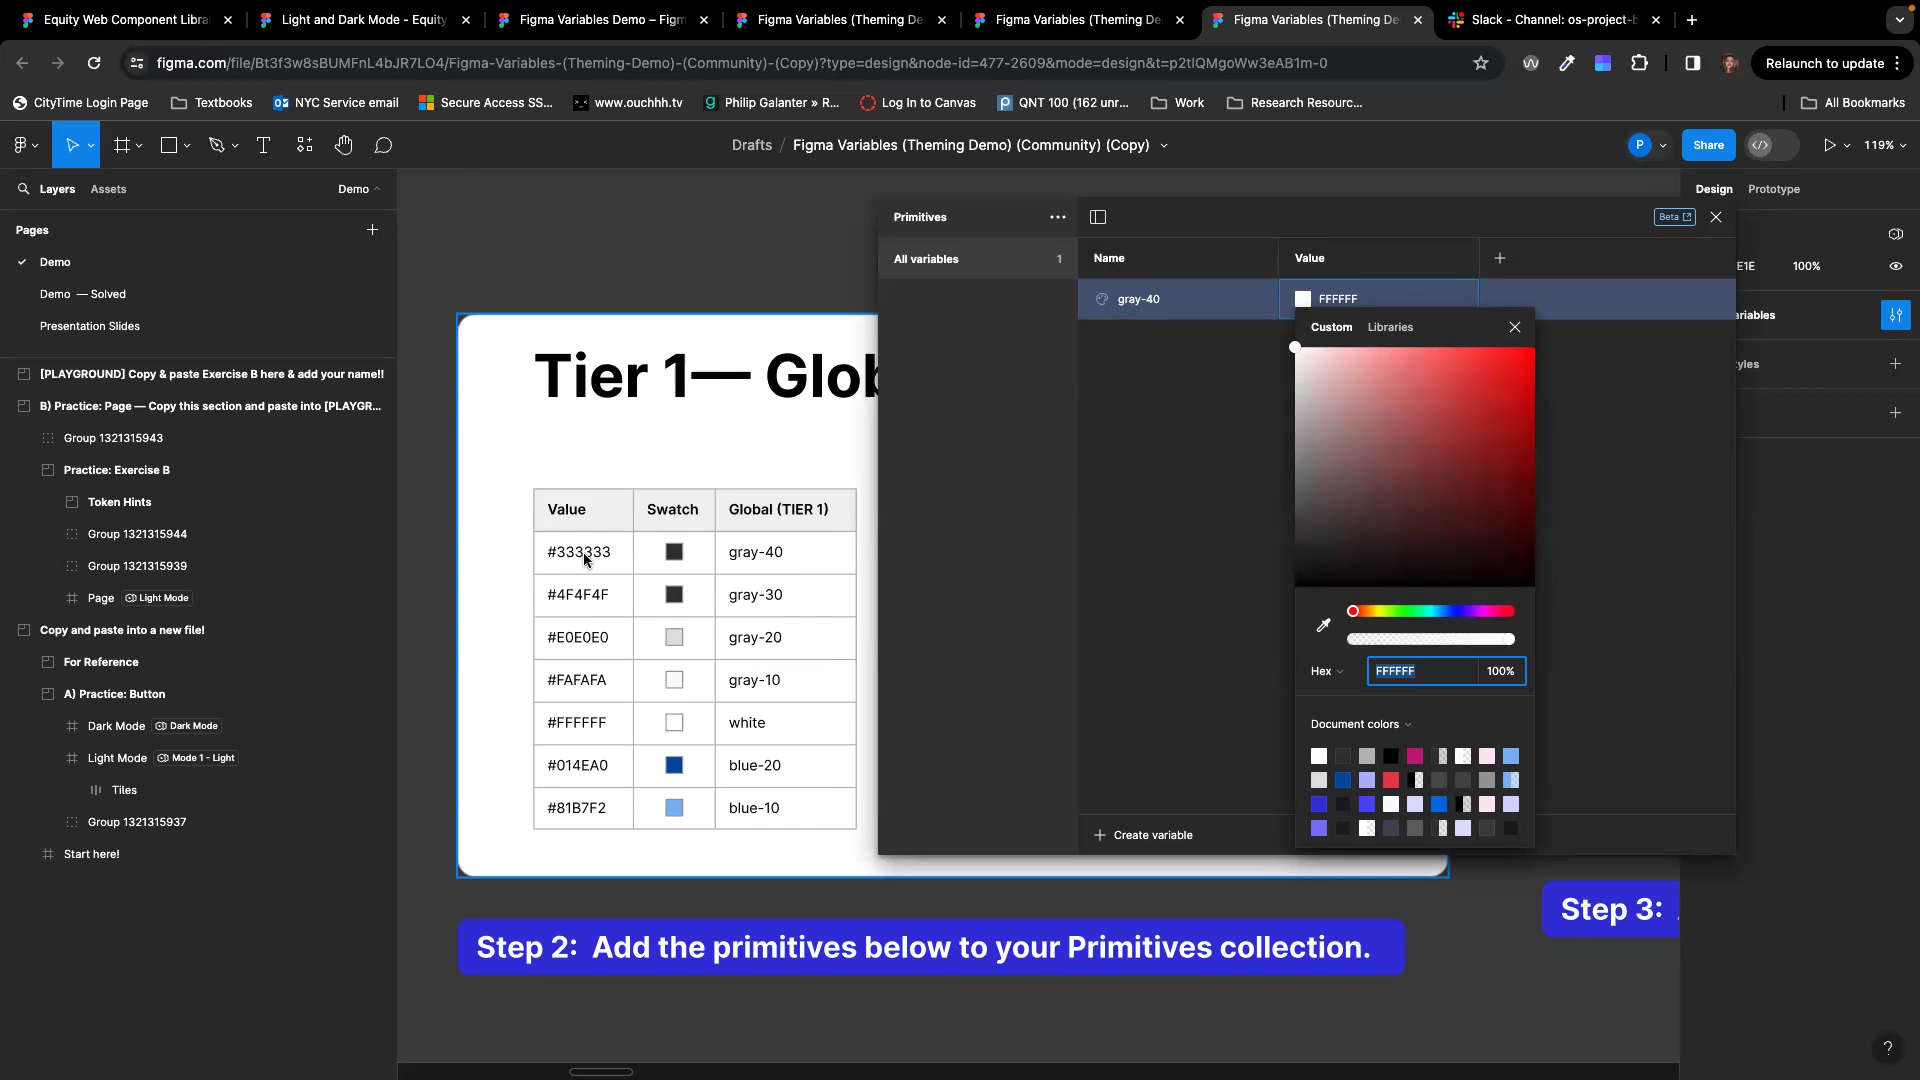 Equity Web Component Libra
Light and Dark Mode - Equity
Figma Variables Demo – Figm
Figma Variables (Theming De
Figma Variables (Theming De
Figma Variables (Theming De
Slack - Channel: os-project-b
figma.com/file/Bt3f3w8sBUMFnL4bJR7LO4/Figma-Variables-(Theming-Demo)-(Community)-(Copy)?type=design&node-id=477-2609&mode=design&t=p2tIQMgoWw3eAB1m-0
Relaunch to update
CityTime Login Page
Textbooks
NYC Service email
Secure Access SS...
www.ouchhh.tv
Philip Galanter » R...
Log In to Canvas
QNT 100 (162 unr...
Work
Research Resourc...
All Bookmarks
Drafts / Figma Variables (Theming Demo) (Community) (Copy)
P
Share
119%
Layers
Assets
Demo
Pages
Demo
Demo — Solved
Presentation Slides
[PLAYGROUND] Copy & paste Exercise B here & add your name!!
B) Practice: Page — Copy this section and paste into [PLAYGR...
Group 1321315943
Practice: Exercise B
Token Hints
Group 1321315944
Group 1321315939
Page Light Mode
Copy and paste into a new file!
For Reference
A) Practice: Button
Dark Mode Dark Mode
Light Mode Mode 1 - Light
Tiles
Group 1321315937
Start here!
Tier 1— Glob
Value Swatch Global (TIER 1)
#333333 gray-40
#4F4F4F gray-30
#E0E0E0 gray-20
#FAFAFA gray-10
#FFFFFF white
#014EA0 blue-20
#81B7F2 blue-10
Step 2: Add the primitives below to your Primitives collection.
Step 3:
Primitives
Beta
All variables 1
Name Value
gray-40 FFFFFF
Create variable
Custom
Libraries
Hex FFFFFF 100%
Document colors
Design
Prototype
E1E 100%
ariables
yles
?